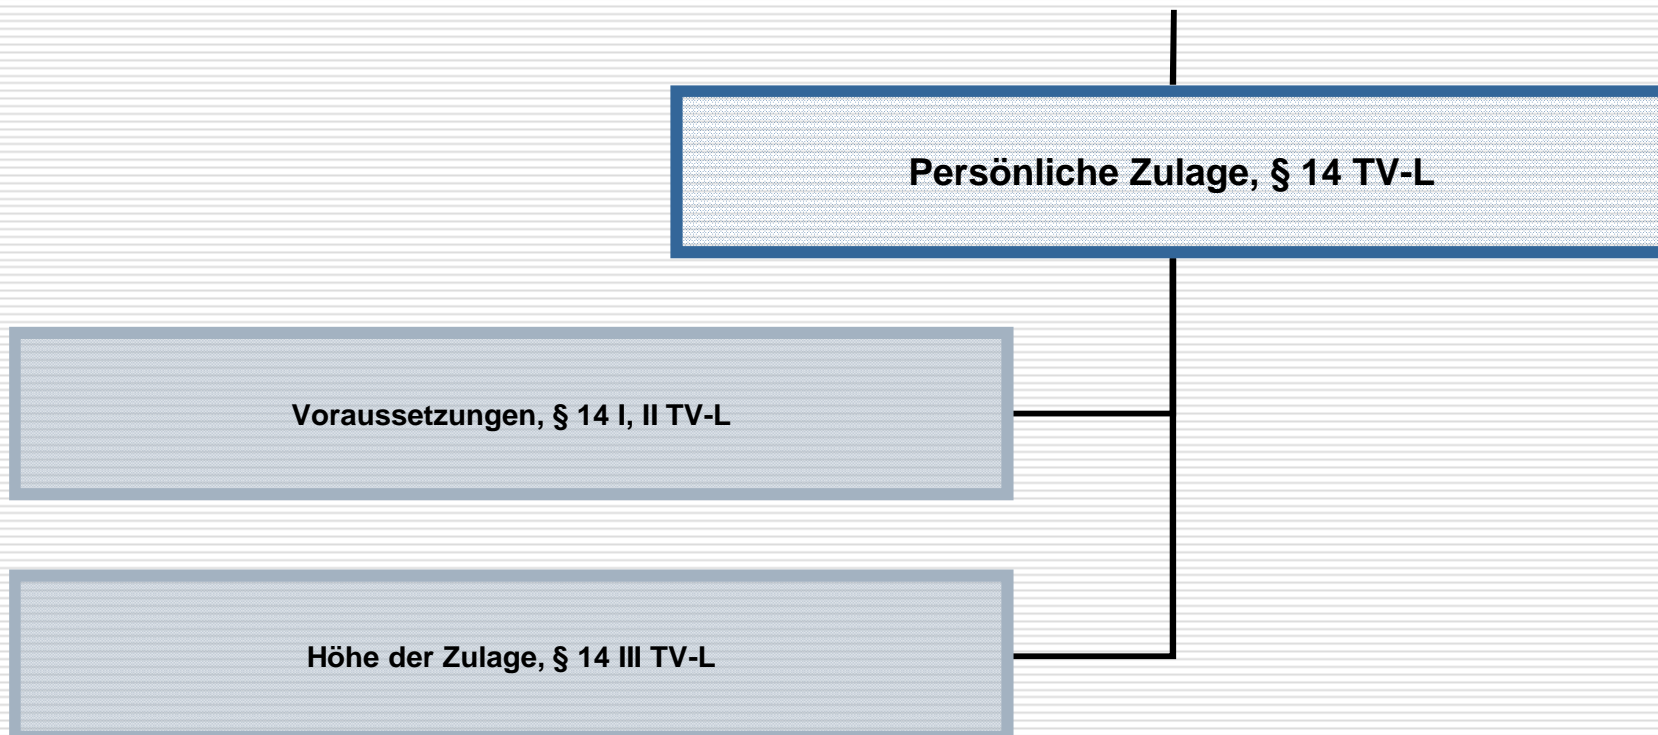 Persönliche Zulage, § 14 TV-L
Voraussetzungen, § 14 I, II TV-L
Höhe der Zulage, § 14 III TV-L